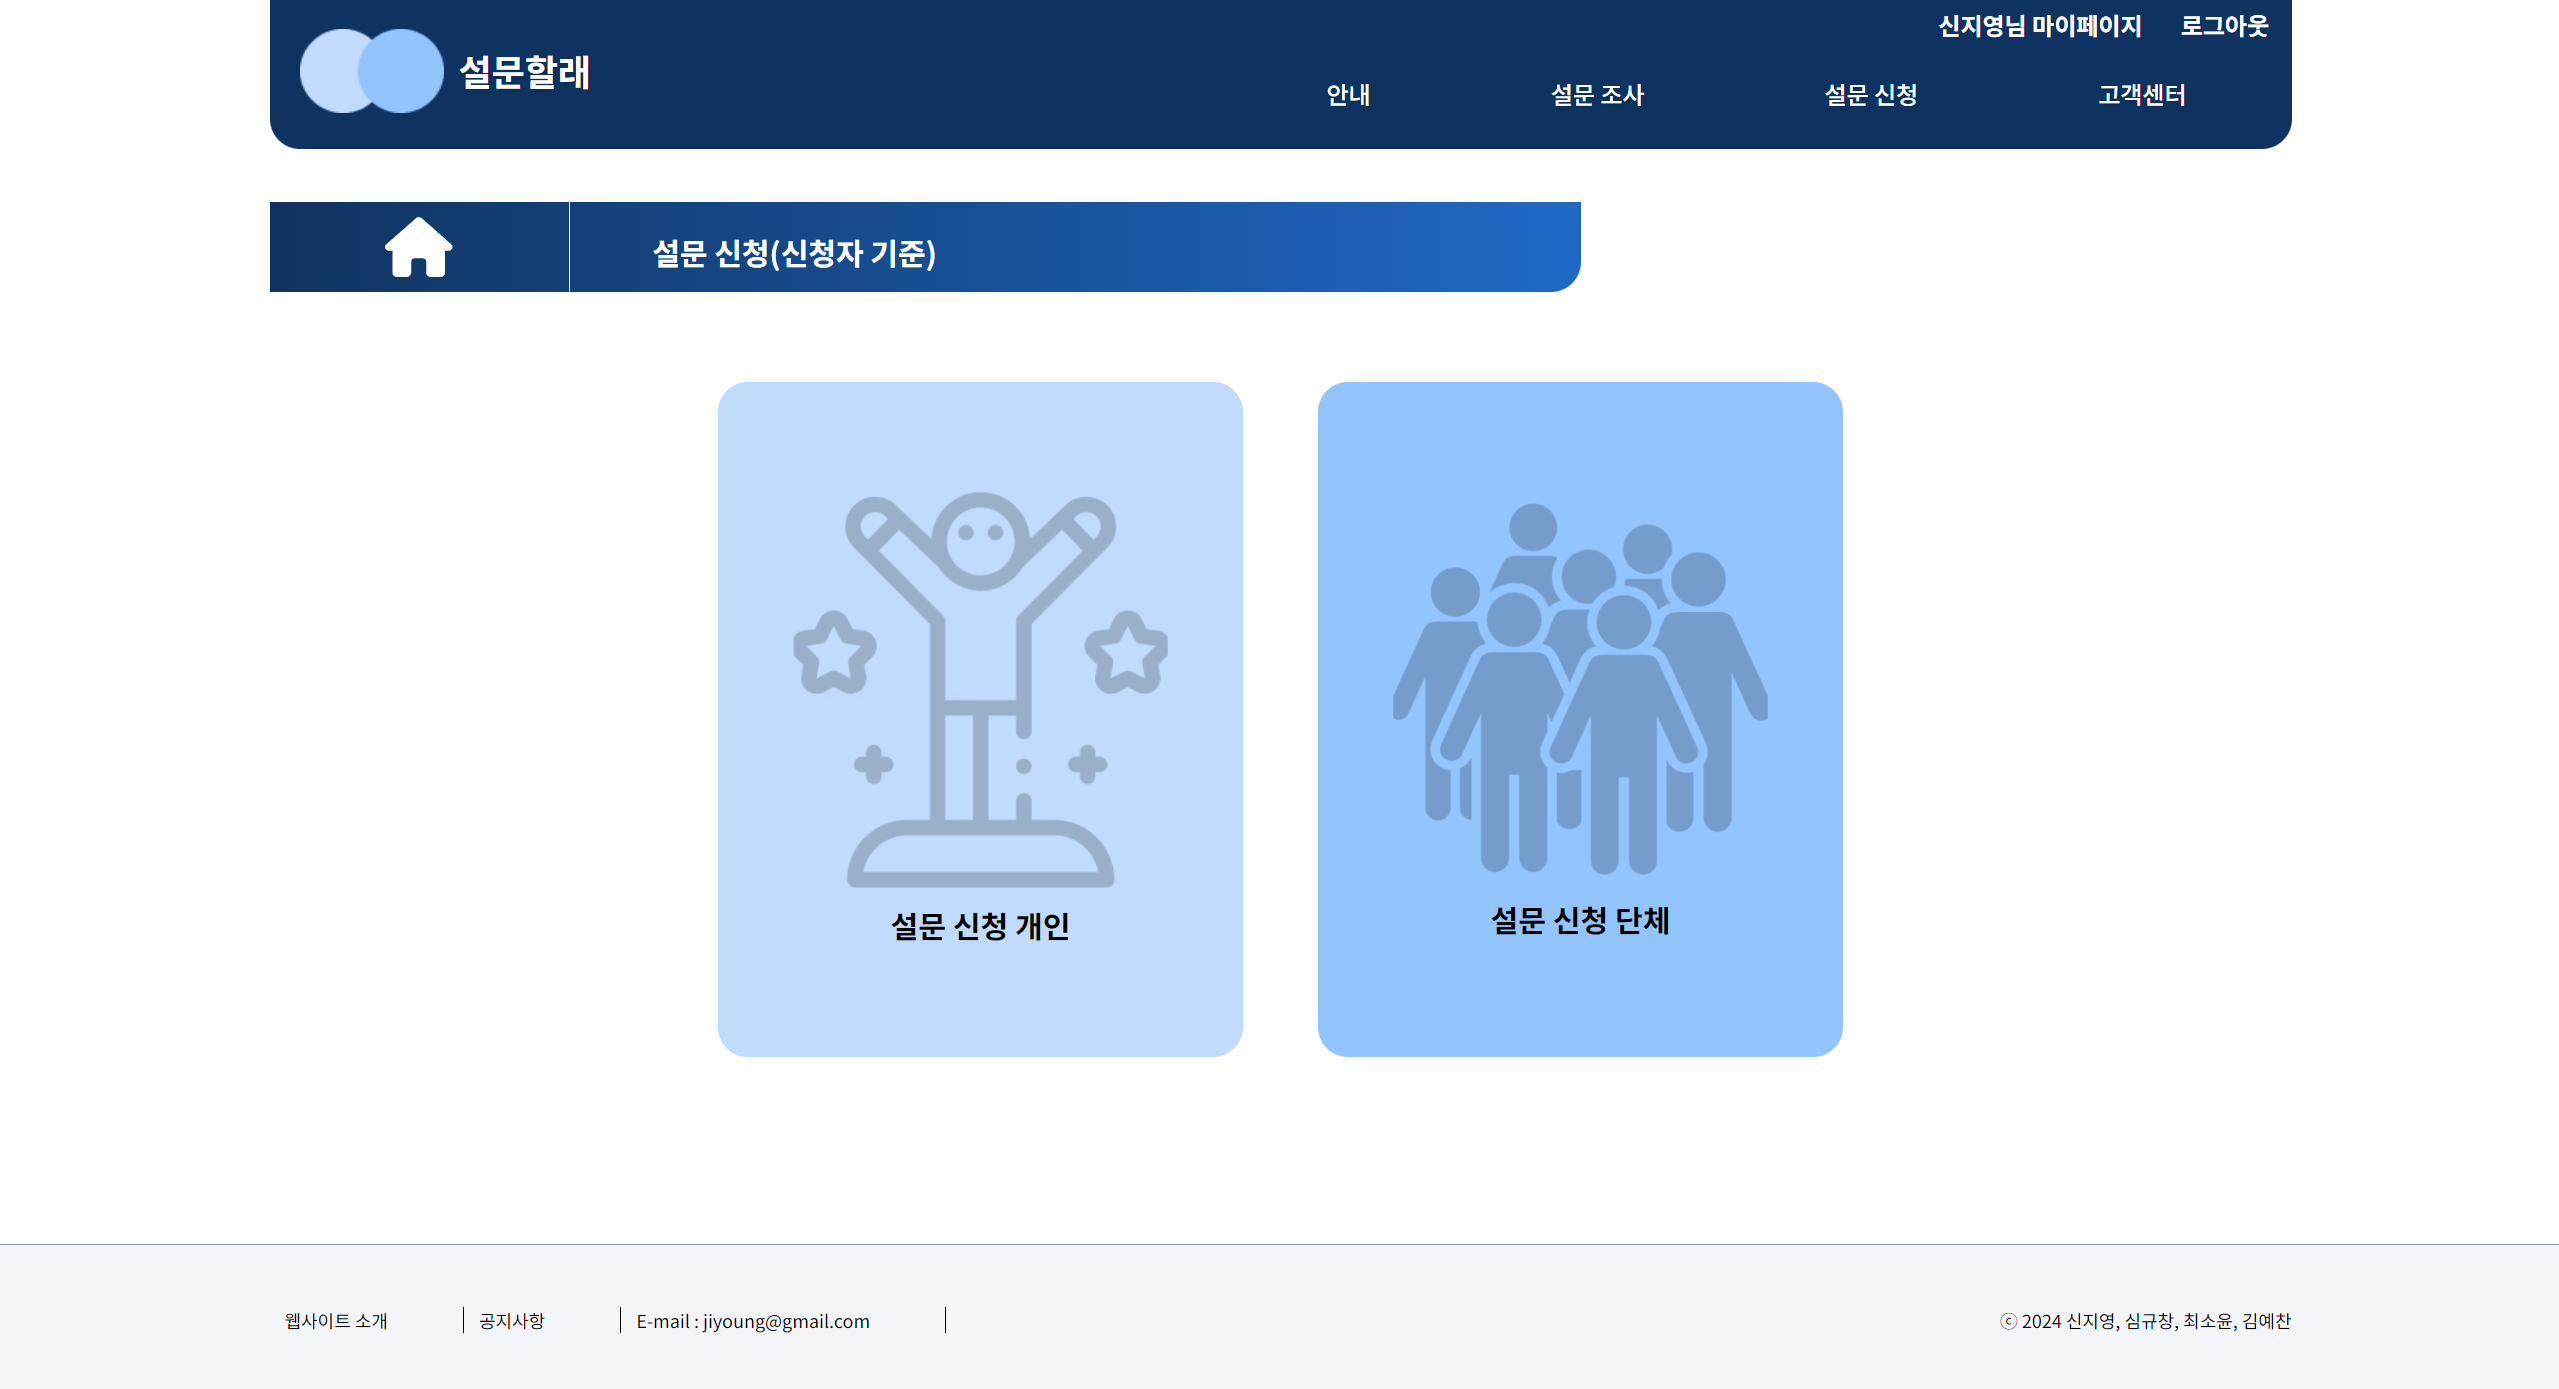 신지영님 마이페이지 로그아웃
설문할래
안내 설문 조사 설문 신청 고객센터
설문 신청(신청자 기준)
설문 신청 개인
설문 신청 단체
웹사이트 소개
공지사항
E-mail : jiyoung@gmail.com
ⓒ 2024 신지영, 심규창, 최소윤, 김예찬